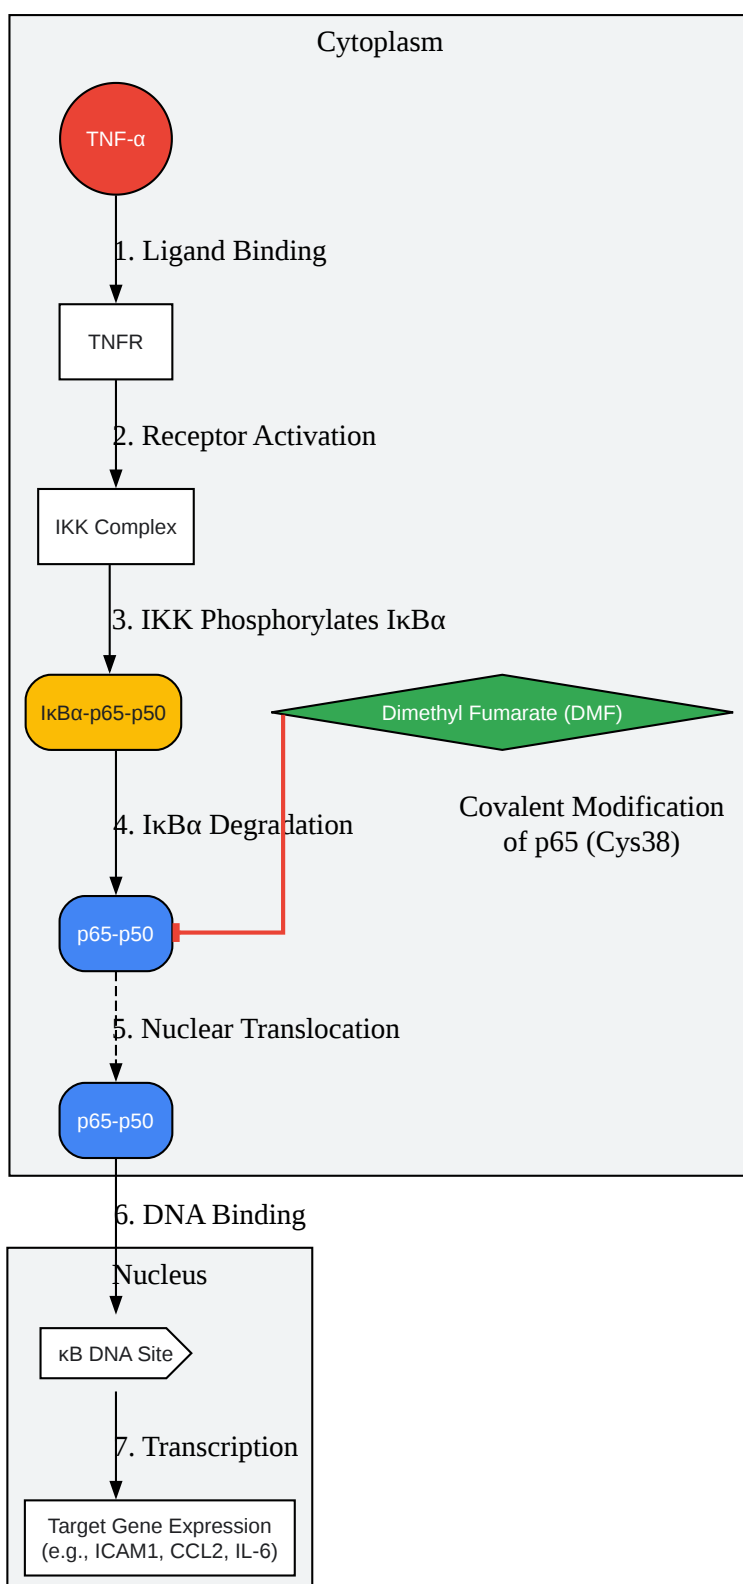 Cytoplasm
TNF-α
1. Ligand Binding
TNFR
2. Receptor Activation
IKK Complex
3. IKK Phosphorylates IκBα
IκBα-p65-p50
Dimethyl Fumarate (DMF)
Covalent Modification
of p65 (Cys38)
4. IκBα Degradation
p65-p50
5. Nuclear Translocation
p65-p50
6. DNA Binding
Nucleus
κB DNA Site
7. Transcription
Target Gene Expression
(e.g., ICAM1, CCL2, IL-6)